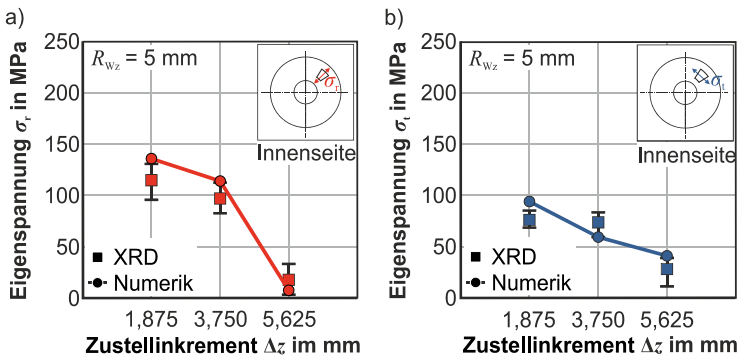 a)
Eigenspannung σr in MPa
250
200
150
100
50
0
RWz = 5 mm
σr
Innenseite
XRD
Numerik
1,875 3,750 5,625
Zustellinkrement Δz im mm
b)
Eigenspannung σt in MPa
250
200
150
100
50
0
RWz = 5 mm
σt
Innenseite
XRD
Numerik
1,875 3,750 5,625
Zustellinkrement Δz im mm